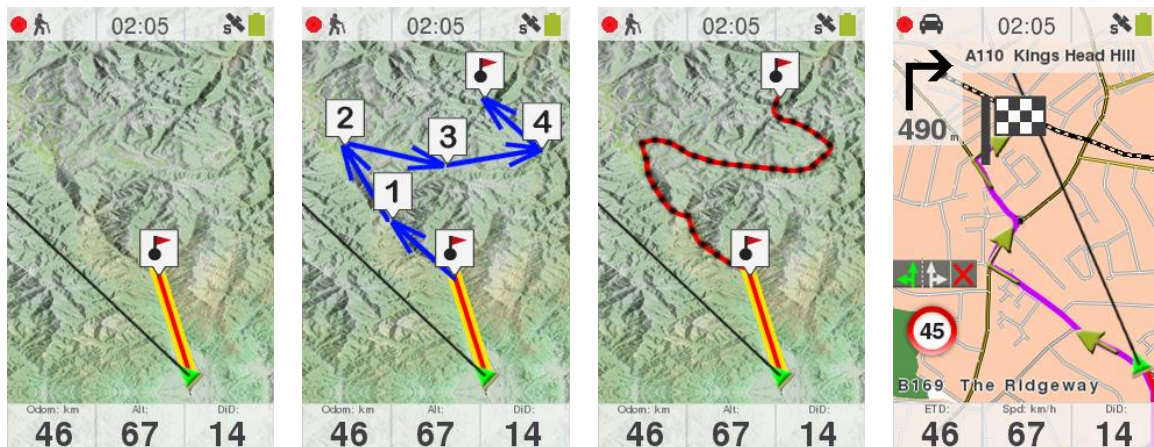 02:05
s
Odom: km Alt: DiD:
46 67 14
02:05
s
2
3
4
1
Odom: km Alt: DiD:
46 67 14
02:05
s
Odom: km Alt: DiD:
46 67 14
02:05
s
A110 Kings Head Hill
490 m
45
B169 The Ridgeway
ETD: Spd: km/h DiD:
46 67 14